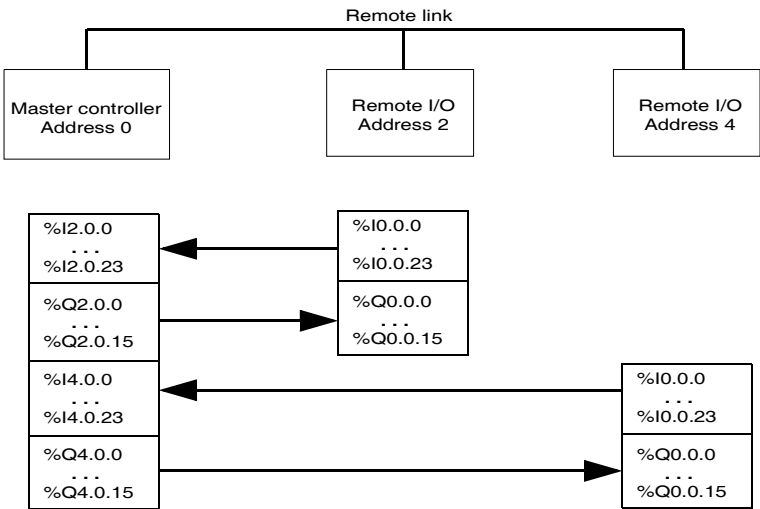 Remote link
Master controller
Address 0
Remote I/O
Address 2
Remote I/O
Address 4
%I2.0.0
...
%I2.0.23
%Q2.0.0
...
%Q2.0.15
%I4.0.0
...
%I4.0.23
%Q4.0.0
...
%Q4.0.15
%I0.0.0
...
%I0.0.23
%Q0.0.0
...
%Q0.0.15
%I0.0.0
...
%I0.0.23
%Q0.0.0
...
%Q0.0.15